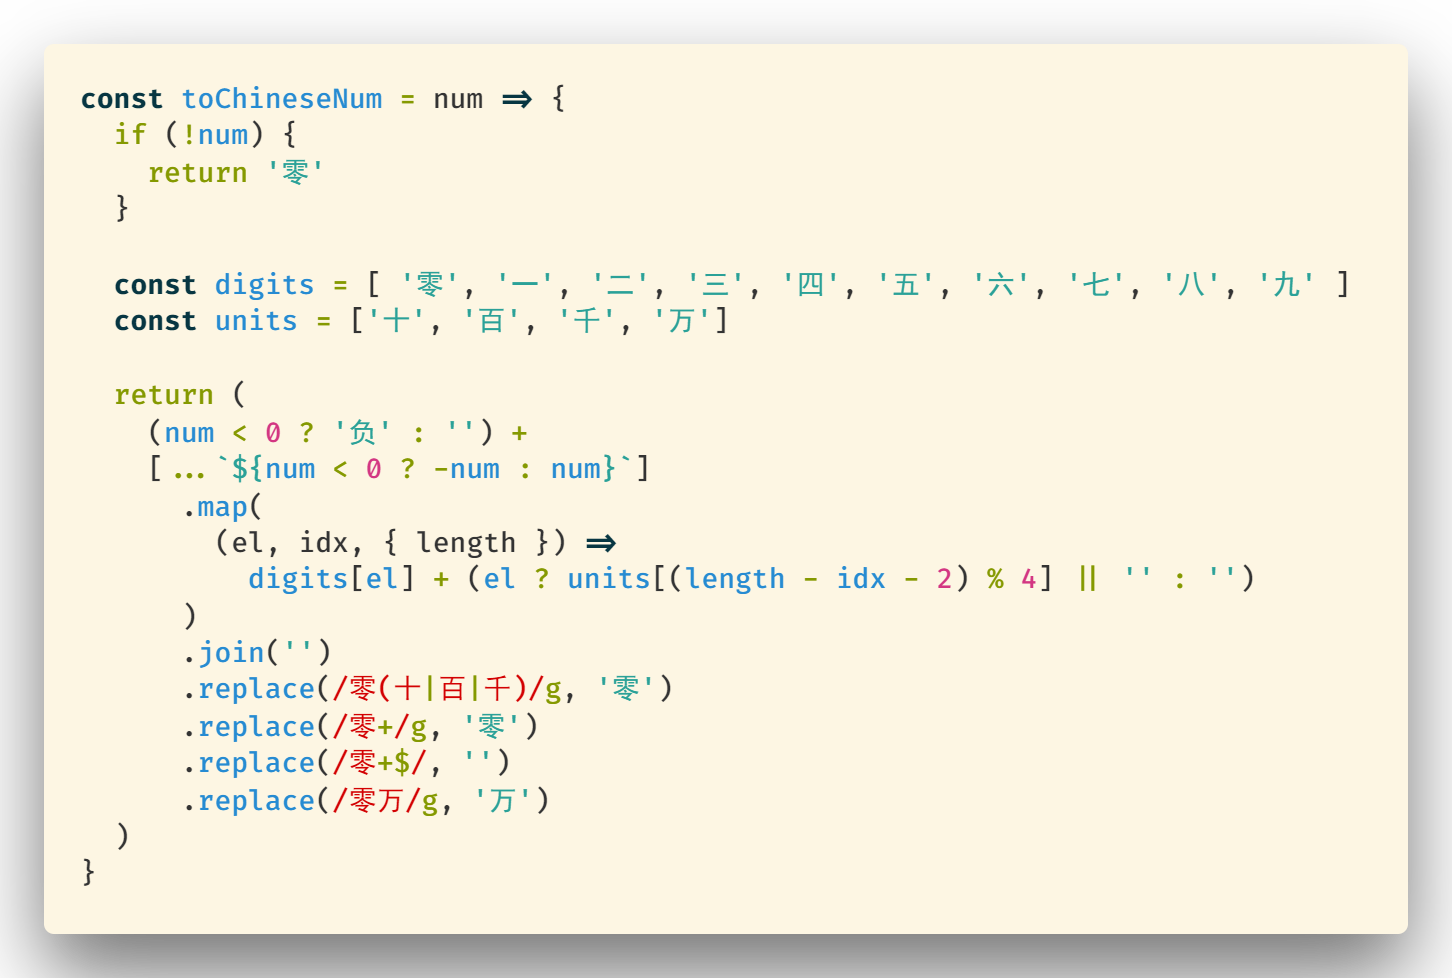 const toChineseNum = num => {
  if (!num) {
    return '零'
  }

  const digits = [ '零', '一', '二', '三', '四', '五', '六', '七', '八', '九' ]
  const units = ['十', '百', '千', '万']

  return (
    (num < 0 ? '负' : '') +
    [...`${num < 0 ? -num : num}`]
      .map(
        (el, idx, { length }) =>
          digits[el] + (el ? units[(length - idx - 2) % 4] || '' : '')
      )
      .join('')
      .replace(/零(十|百|千)/g, '零')
      .replace(/零+/g, '零')
      .replace(/零+$/, '')
      .replace(/零万/g, '万')
  )
}